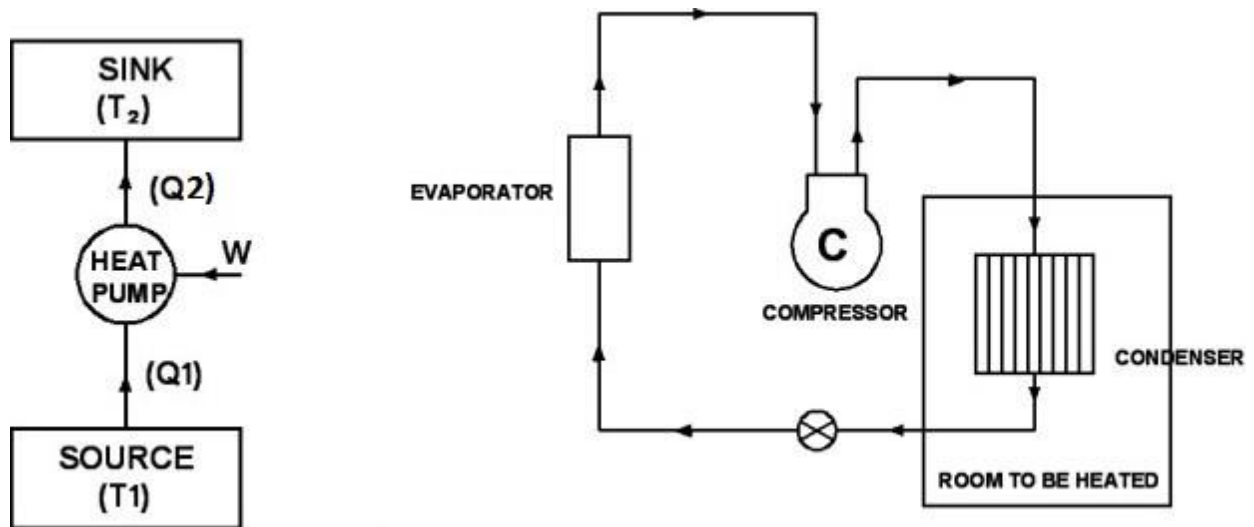 SINK
(T₂)
(Q2)
HEAT
PUMP
W
(Q1)
SOURCE
(T1)
EVAPORATOR
C
COMPRESSOR
CONDENSER
ROOM TO BE HEATED